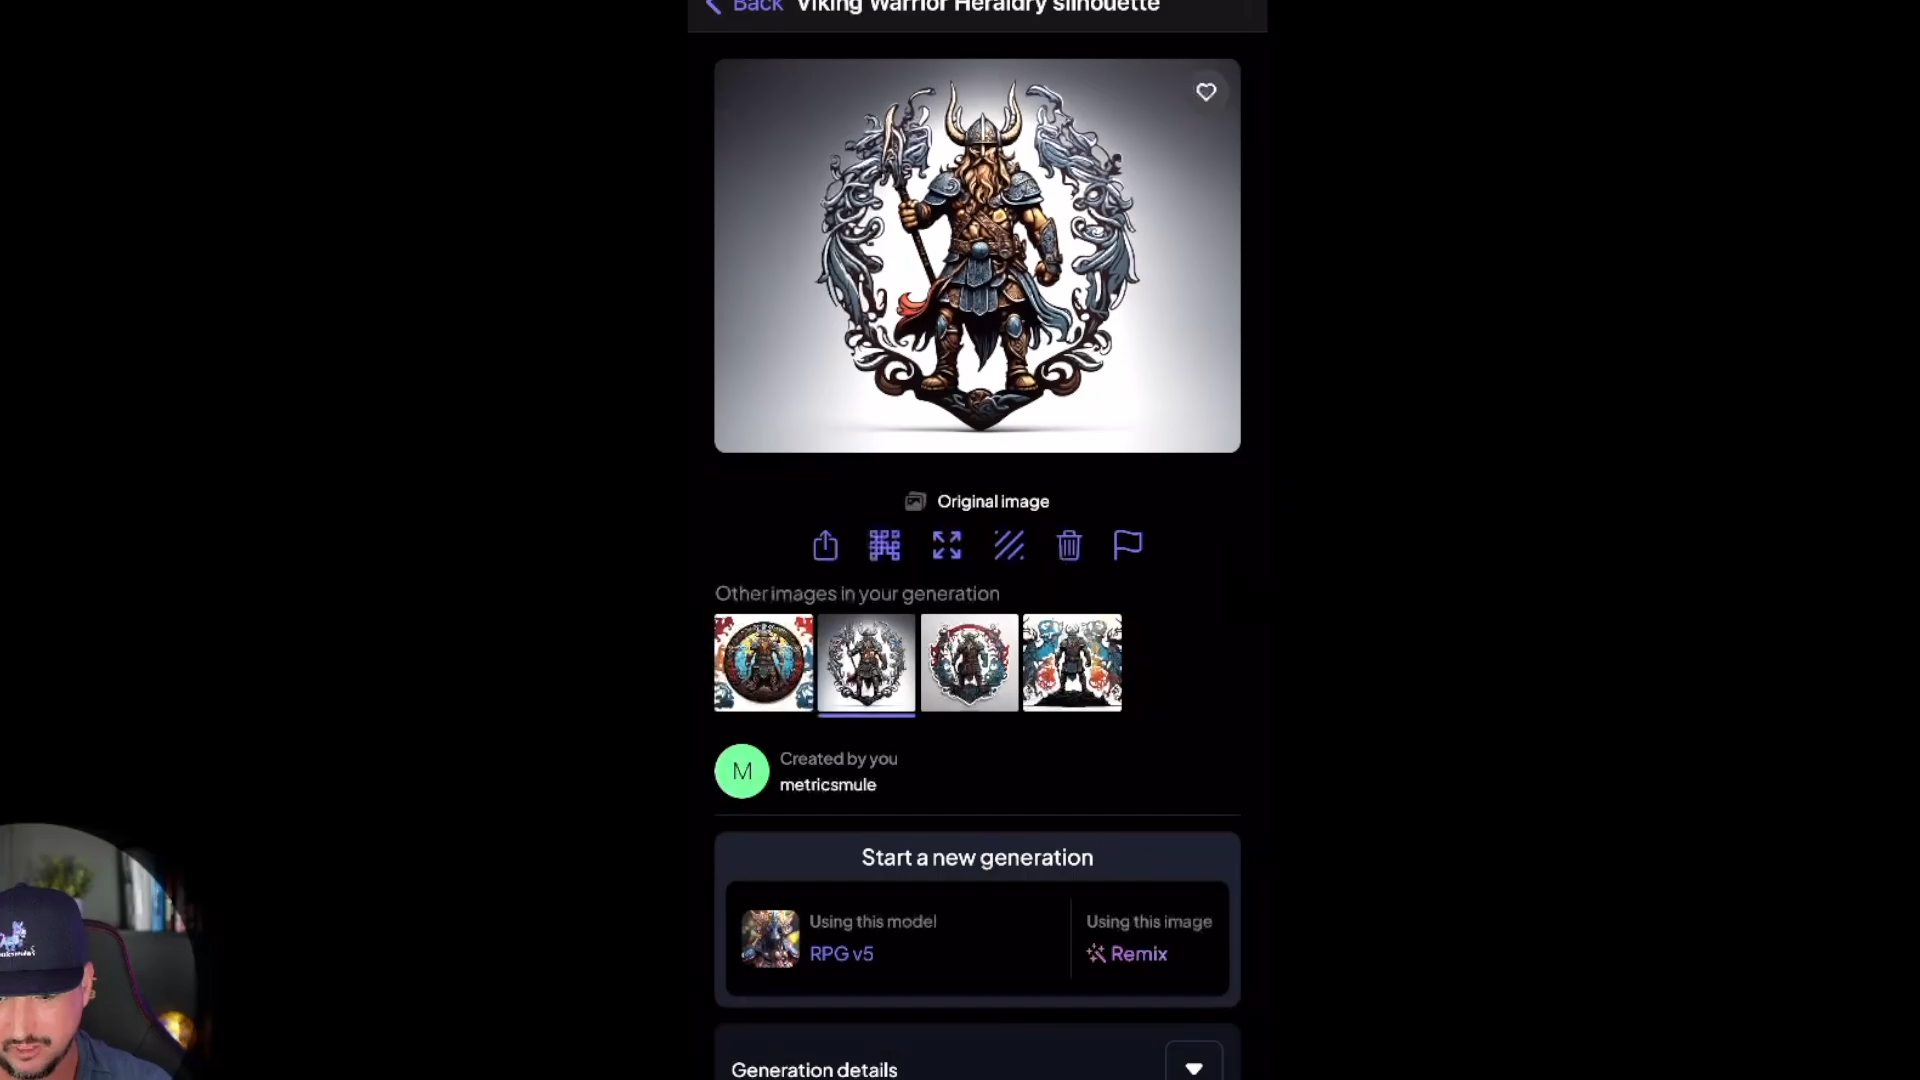 Back Viking Warrior Heraldry silhouette
Original image
Other images in your generation
M
Created by you
metricsmule
Start a new generation
Using this model
RPG v5
Using this image
Remix
Generation details